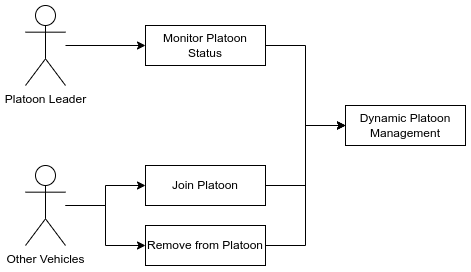 Monitor Platoon
Status
Platoon Leader
Dynamic Platoon
Management
Join Platoon
Remove from Platoon
Other Vehicles